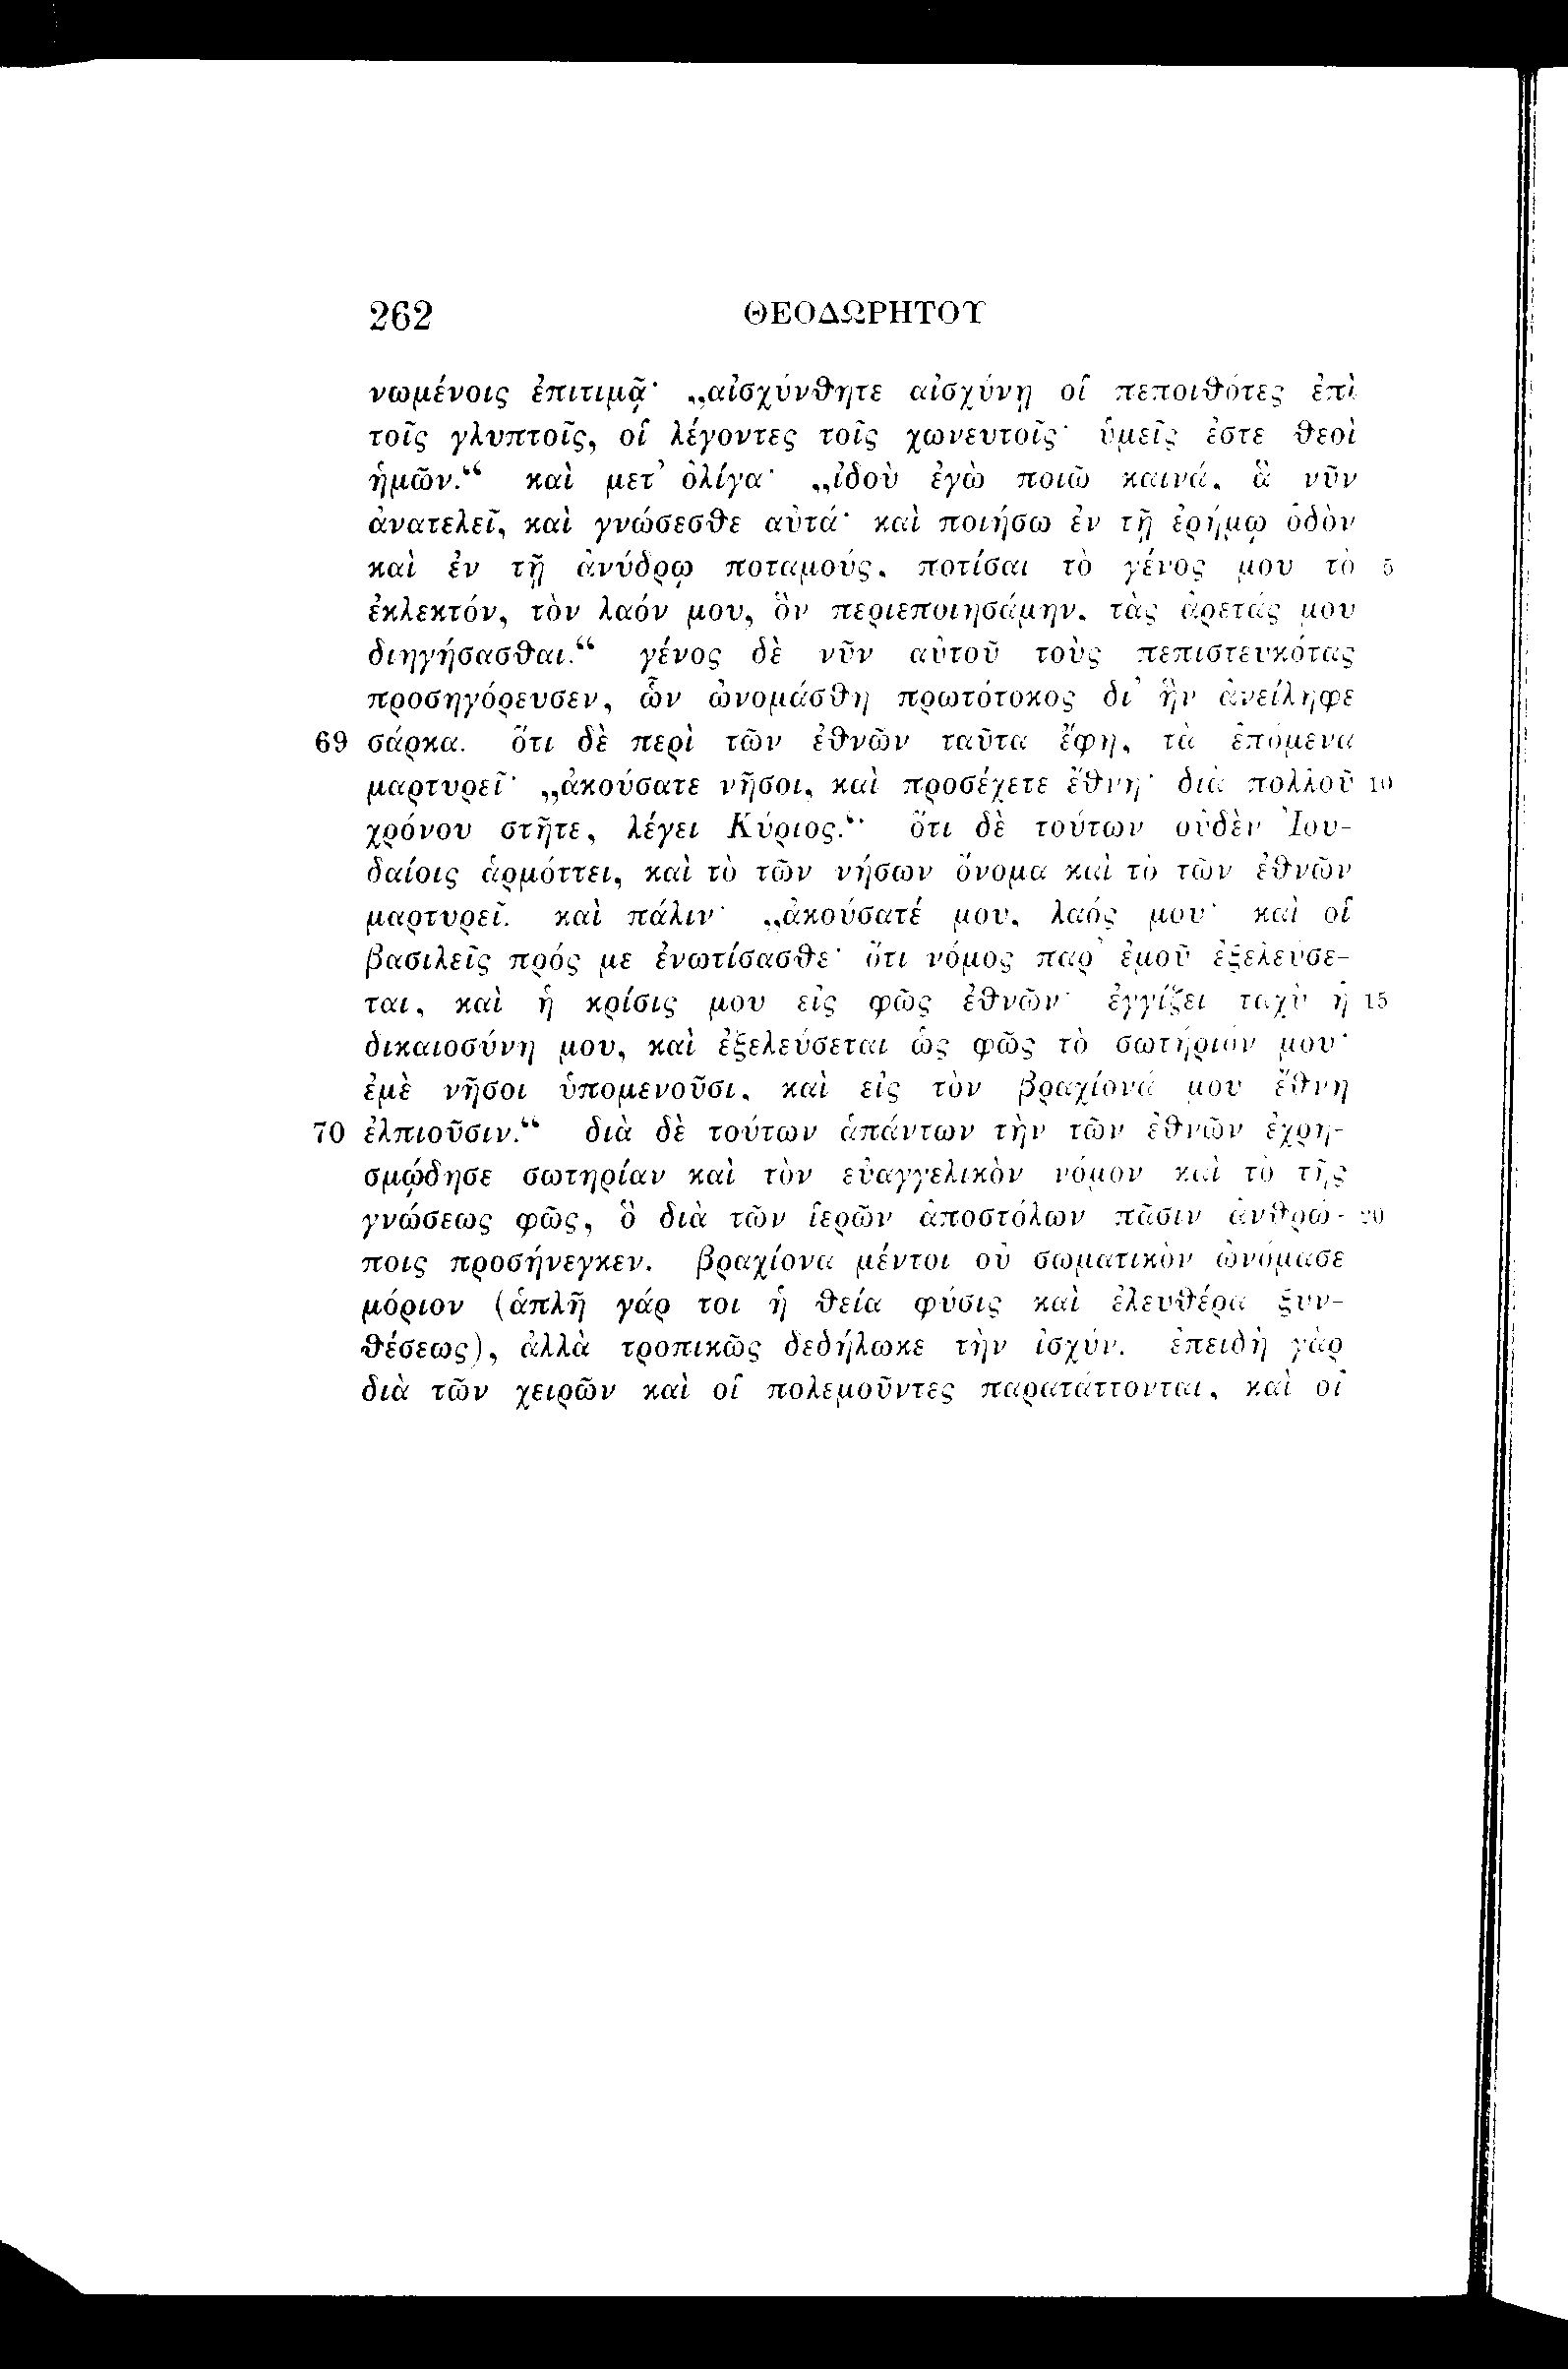 262 ΘΕΟΔΩΡΗΤΟΥ
νωμένοις ἐπιτιμᾷ· „αἰσχύνθητε αἰσχύνῃ οἱ πεποιθότες ἐπὶ
τοῖς γλυπτοῖς, οἱ λέγοντες τοῖς χωνευτοῖς· ὑμεῖς ἐστε θεοὶ
ἡμῶν.“ καὶ μετ’ ὀλίγα· „ἰδοὺ ἐγὼ ποιῶ καινά, ἃ νῦν
ἀνατελεῖ, καὶ γνώσεσθε αὐτά· καὶ ποιήσω ἐν τῇ ἐρήμῳ ὁδὸν
καὶ ἐν τῇ ἀνύδρῳ ποταμούς, ποτίσαι τὸ γένος μου τὸ 5
ἐκλεκτόν, τὸν λαόν μου, ὃν περιεποιησάμην, τὰς ἀρετάς μου
διηγήσασθαι.“ γένος δὲ νῦν αὐτοῦ τοὺς πεπιστευκότας
προσηγόρευσεν, ὧν ὠνομάσθη πρωτότοκος δι’ ἣν ἀνείληφε
69 σάρκα. ὅτι δὲ περὶ τῶν ἐθνῶν ταῦτα ἔφη, τὰ ἑπόμενα
μαρτυρεῖ· „ἀκούσατε νῆσοι, καὶ προσέχετε ἔθνη· διὰ πολλοῦ 10
χρόνου στῆτε, λέγει Κύριος.“ ὅτι δὲ τούτων οὐδὲν Ἰου-
δαίοις ἁρμόττει, καὶ τὸ τῶν νήσων ὄνομα καὶ τὸ τῶν ἐθνῶν
μαρτυρεῖ. καὶ πάλιν· „ἀκούσατέ μου, λαός μου· καὶ οἱ
βασιλεῖς πρός με ἐνωτίσασθε· ὅτι νόμος παρ’ ἐμοῦ ἐξελεύσε-
ται, καὶ ἡ κρίσις μου εἰς φῶς ἐθνῶν· ἐγγίζει ταχὺ ἡ 15
δικαιοσύνη μου, καὶ ἐξελεύσεται ὡς φῶς τὸ σωτήριόν μου·
ἐμὲ νῆσοι ὑπομενοῦσι, καὶ εἰς τὸν βραχίονά μου ἔθνη
70 ἐλπιοῦσιν.“ διὰ δὲ τούτων ἁπάντων τὴν τῶν ἐθνῶν ἐχρη-
σμῴδησε σωτηρίαν καὶ τὸν εὐαγγελικὸν νόμον καὶ τὸ τῆς
γνώσεως φῶς, ὃ διὰ τῶν ἱερῶν ἀποστόλων πᾶσιν ἀνθρώ- 20
ποις προσήνεγκεν. βραχίονα μέντοι οὐ σωματικὸν ὠνόμασε
μόριον (ἁπλῆ γάρ τοι ἡ θεία φύσις καὶ ἐλευθέρα ξυν-
θέσεως), ἀλλὰ τροπικῶς δεδήλωκε τὴν ἰσχύν. ἐπειδὴ γὰρ
διὰ τῶν χειρῶν καὶ οἱ πολεμοῦντες παρατάττονται, καὶ οἱ